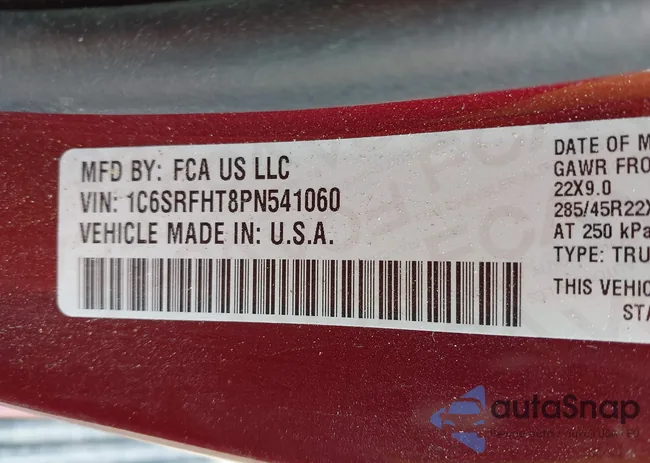 MFD BY: FCA US LLC
VIN: 1C6SRFHT8PN541060
VEHICLE MADE IN: U.S.A.
DATE OF M
GAWR FRO
22X9.0
285/45R22X
AT 250 kPa
TYPE: TRU
THIS VEHIC
STA
autoSnap